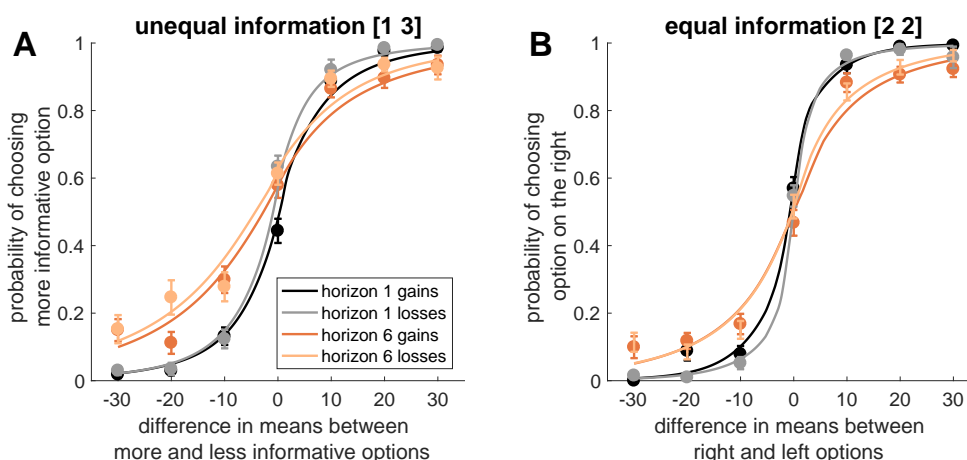 A
unequal information [1 3]
probability of choosing
more informative option
1
0.8
0.6
0.4
0.2
0
-30 -20 -10 0 10 20 30
difference in means between
more and less informative options
horizon 1 gains
horizon 1 losses
horizon 6 gains
horizon 6 losses
B
equal information [2 2]
probability of choosing
option on the right
1
0.8
0.6
0.4
0.2
0
-30 -20 -10 0 10 20 30
difference in means between
right and left options